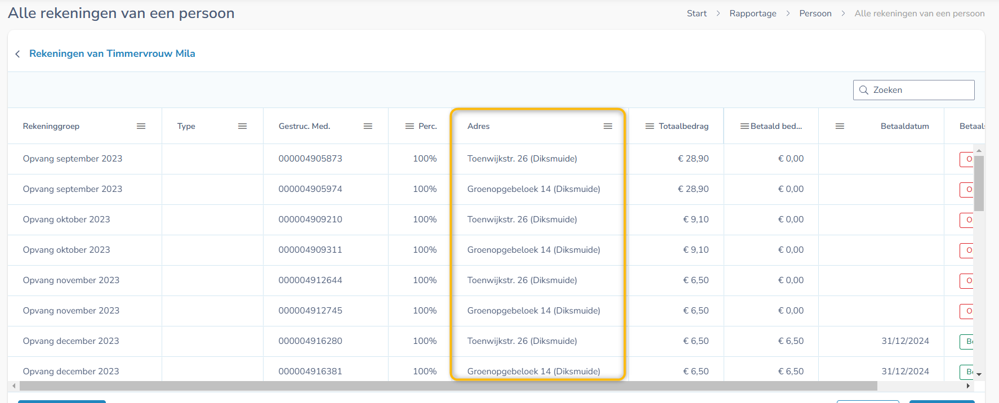 Alle rekeningen van een persoon
Start > Rapportage > Persoon > Alle rekeningen van een persoon
Rekeningen van Timmervrouw Mila
Zoeken
Rekeninggroep Type Gestruc. Med. Perc. Adres Totaalbedrag Betaald bed... Betaaldatum
Opvang september 2023 000004905873 100% Toenwijkstr. 26 (Diksmuide) € 28,90 € 0,00
Opvang september 2023 000004905974 100% Groenopgebeloek 14 (Diksmuide) € 28,90 € 0,00
Opvang oktober 2023 000004909210 100% Toenwijkstr. 26 (Diksmuide) € 9,10 € 0,00
Opvang oktober 2023 000004909311 100% Groenopgebeloek 14 (Diksmuide) € 9,10 € 0,00
Opvang november 2023 000004912644 100% Toenwijkstr. 26 (Diksmuide) € 6,50 € 0,00
Opvang november 2023 000004912745 100% Groenopgebeloek 14 (Diksmuide) € 6,50 € 0,00
Opvang december 2023 000004916280 100% Toenwijkstr. 26 (Diksmuide) € 6,50 € 6,50 31/12/2024
Opvang december 2023 000004916381 100% Groenopgebeloek 14 (Diksmuide) € 6,50 € 6,50 31/12/2024